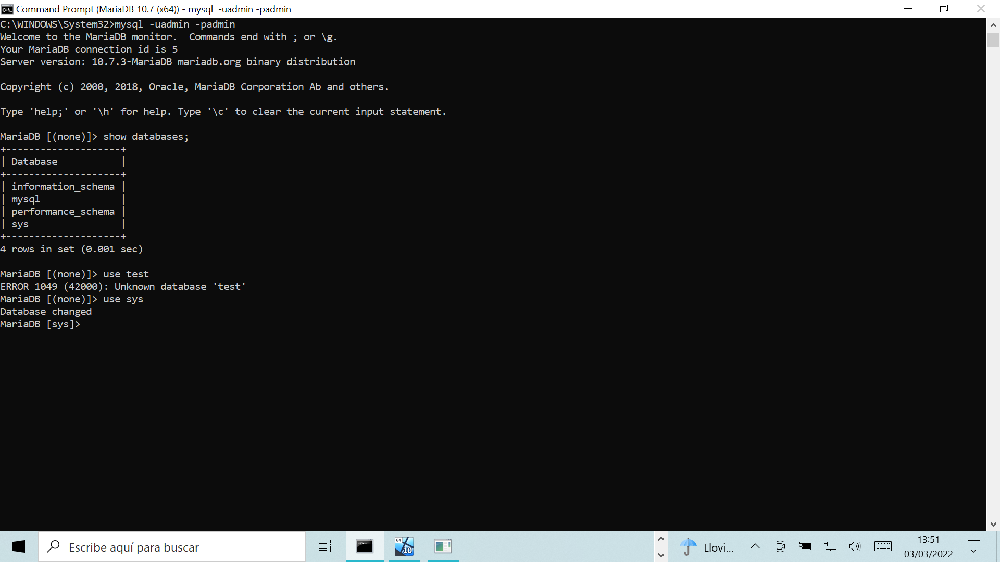 Command Prompt (MariaDB 10.7 (x64)) - mysql  -uadmin -padmin
C:\WINDOWS\System32>mysql -uadmin -padmin
Welcome to the MariaDB monitor.  Commands end with ; or \g.
Your MariaDB connection id is 5
Server version: 10.7.3-MariaDB mariadb.org binary distribution

Copyright (c) 2000, 2018, Oracle, MariaDB Corporation Ab and others.

Type 'help;' or '\h' for help. Type '\c' to clear the current input statement.

MariaDB [(none)]> show databases;
+--------------------+
| Database           |
+--------------------+
| information_schema |
| mysql              |
| performance_schema |
| sys                |
+--------------------+
4 rows in set (0.001 sec)

MariaDB [(none)]> use test
ERROR 1049 (42000): Unknown database 'test'
MariaDB [(none)]> use sys
Database changed
MariaDB [sys]>
Escribe aquí para buscar
64
10
Llovi...
13:51
03/03/2022